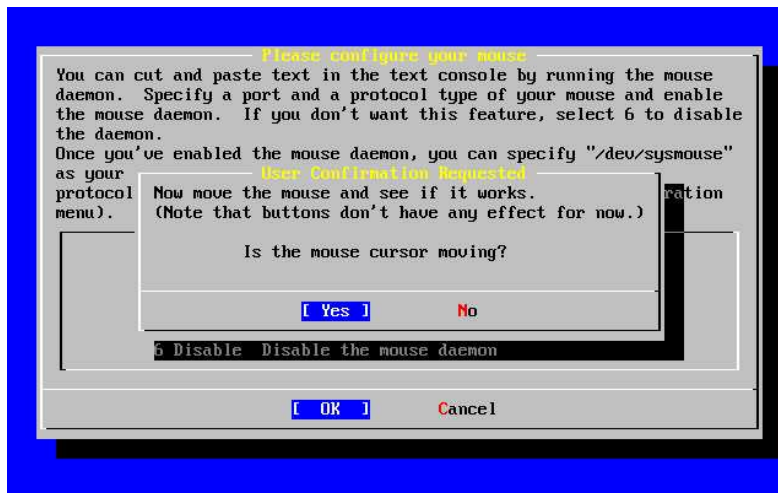 Please configure your mouse
You can cut and paste text in the text console by running the mouse
daemon.  Specify a port and a protocol type of your mouse and enable
the mouse daemon.  If you don't want this feature, select 6 to disable
the daemon.
Once you've enabled the mouse daemon, you can specify "/dev/sysmouse"
as your
User Confirmation Requested
protocol
ration
menu).
Now move the mouse and see if it works.
(Note that buttons don't have any effect for now.)
Is the mouse cursor moving?
[ Yes ]       No
6 Disable  Disable the mouse daemon
[  OK  ]       Cancel